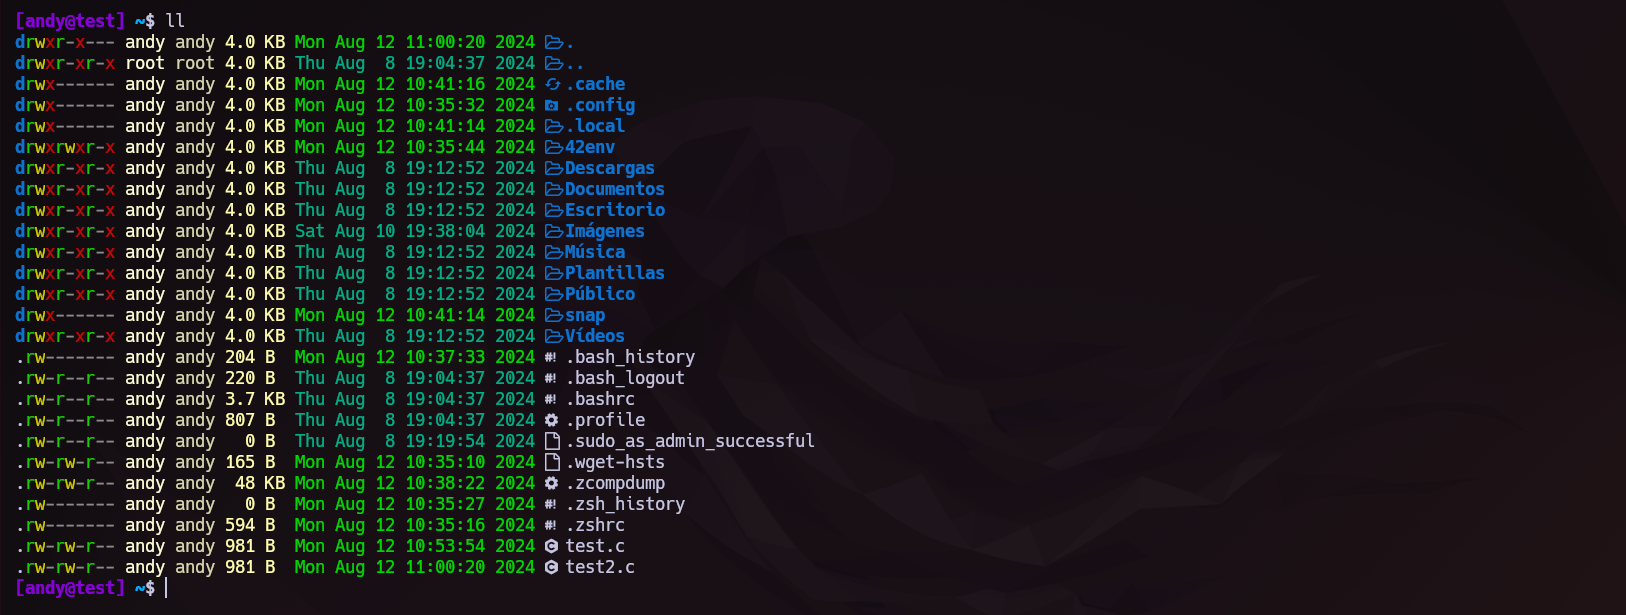 [andy@test] ~$ ll
drwxr-x--- andy andy 4.0 KB Mon Aug 12 11:00:20 2024 .
drwxr-xr-x root root 4.0 KB Thu Aug  8 19:04:37 2024 ..
drwx------ andy andy 4.0 KB Mon Aug 12 10:41:16 2024 .cache
drwx------ andy andy 4.0 KB Mon Aug 12 10:35:32 2024 .config
drwx------ andy andy 4.0 KB Mon Aug 12 10:41:14 2024 .local
drwxrwxr-x andy andy 4.0 KB Mon Aug 12 10:35:44 2024 42env
drwxr-xr-x andy andy 4.0 KB Thu Aug  8 19:12:52 2024 Descargas
drwxr-xr-x andy andy 4.0 KB Thu Aug  8 19:12:52 2024 Documentos
drwxr-xr-x andy andy 4.0 KB Thu Aug  8 19:12:52 2024 Escritorio
drwxr-xr-x andy andy 4.0 KB Sat Aug 10 19:38:04 2024 Imágenes
drwxr-xr-x andy andy 4.0 KB Thu Aug  8 19:12:52 2024 Música
drwxr-xr-x andy andy 4.0 KB Thu Aug  8 19:12:52 2024 Plantillas
drwxr-xr-x andy andy 4.0 KB Thu Aug  8 19:12:52 2024 Público
drwx------ andy andy 4.0 KB Mon Aug 12 10:41:14 2024 snap
drwxr-xr-x andy andy 4.0 KB Thu Aug  8 19:12:52 2024 Vídeos
.rw------- andy andy 204 B  Mon Aug 12 10:37:33 2024 #! .bash_history
.rw-r--r-- andy andy 220 B  Thu Aug  8 19:04:37 2024 #! .bash_logout
.rw-r--r-- andy andy 3.7 KB Thu Aug  8 19:04:37 2024 #! .bashrc
.rw-r--r-- andy andy 807 B  Thu Aug  8 19:04:37 2024 .profile
.rw-r--r-- andy andy   0 B  Thu Aug  8 19:19:54 2024 .sudo_as_admin_successful
.rw-rw-r-- andy andy 165 B  Mon Aug 12 10:35:10 2024 .wget-hsts
.rw-rw-r-- andy andy  48 KB Mon Aug 12 10:38:22 2024 .zcompdump
.rw------- andy andy   0 B  Mon Aug 12 10:35:27 2024 #! .zsh_history
.rw------- andy andy 594 B  Mon Aug 12 10:35:16 2024 #! .zshrc
.rw-rw-r-- andy andy 981 B  Mon Aug 12 10:53:54 2024 test.c
.rw-rw-r-- andy andy 981 B  Mon Aug 12 11:00:20 2024 test2.c
[andy@test] ~$